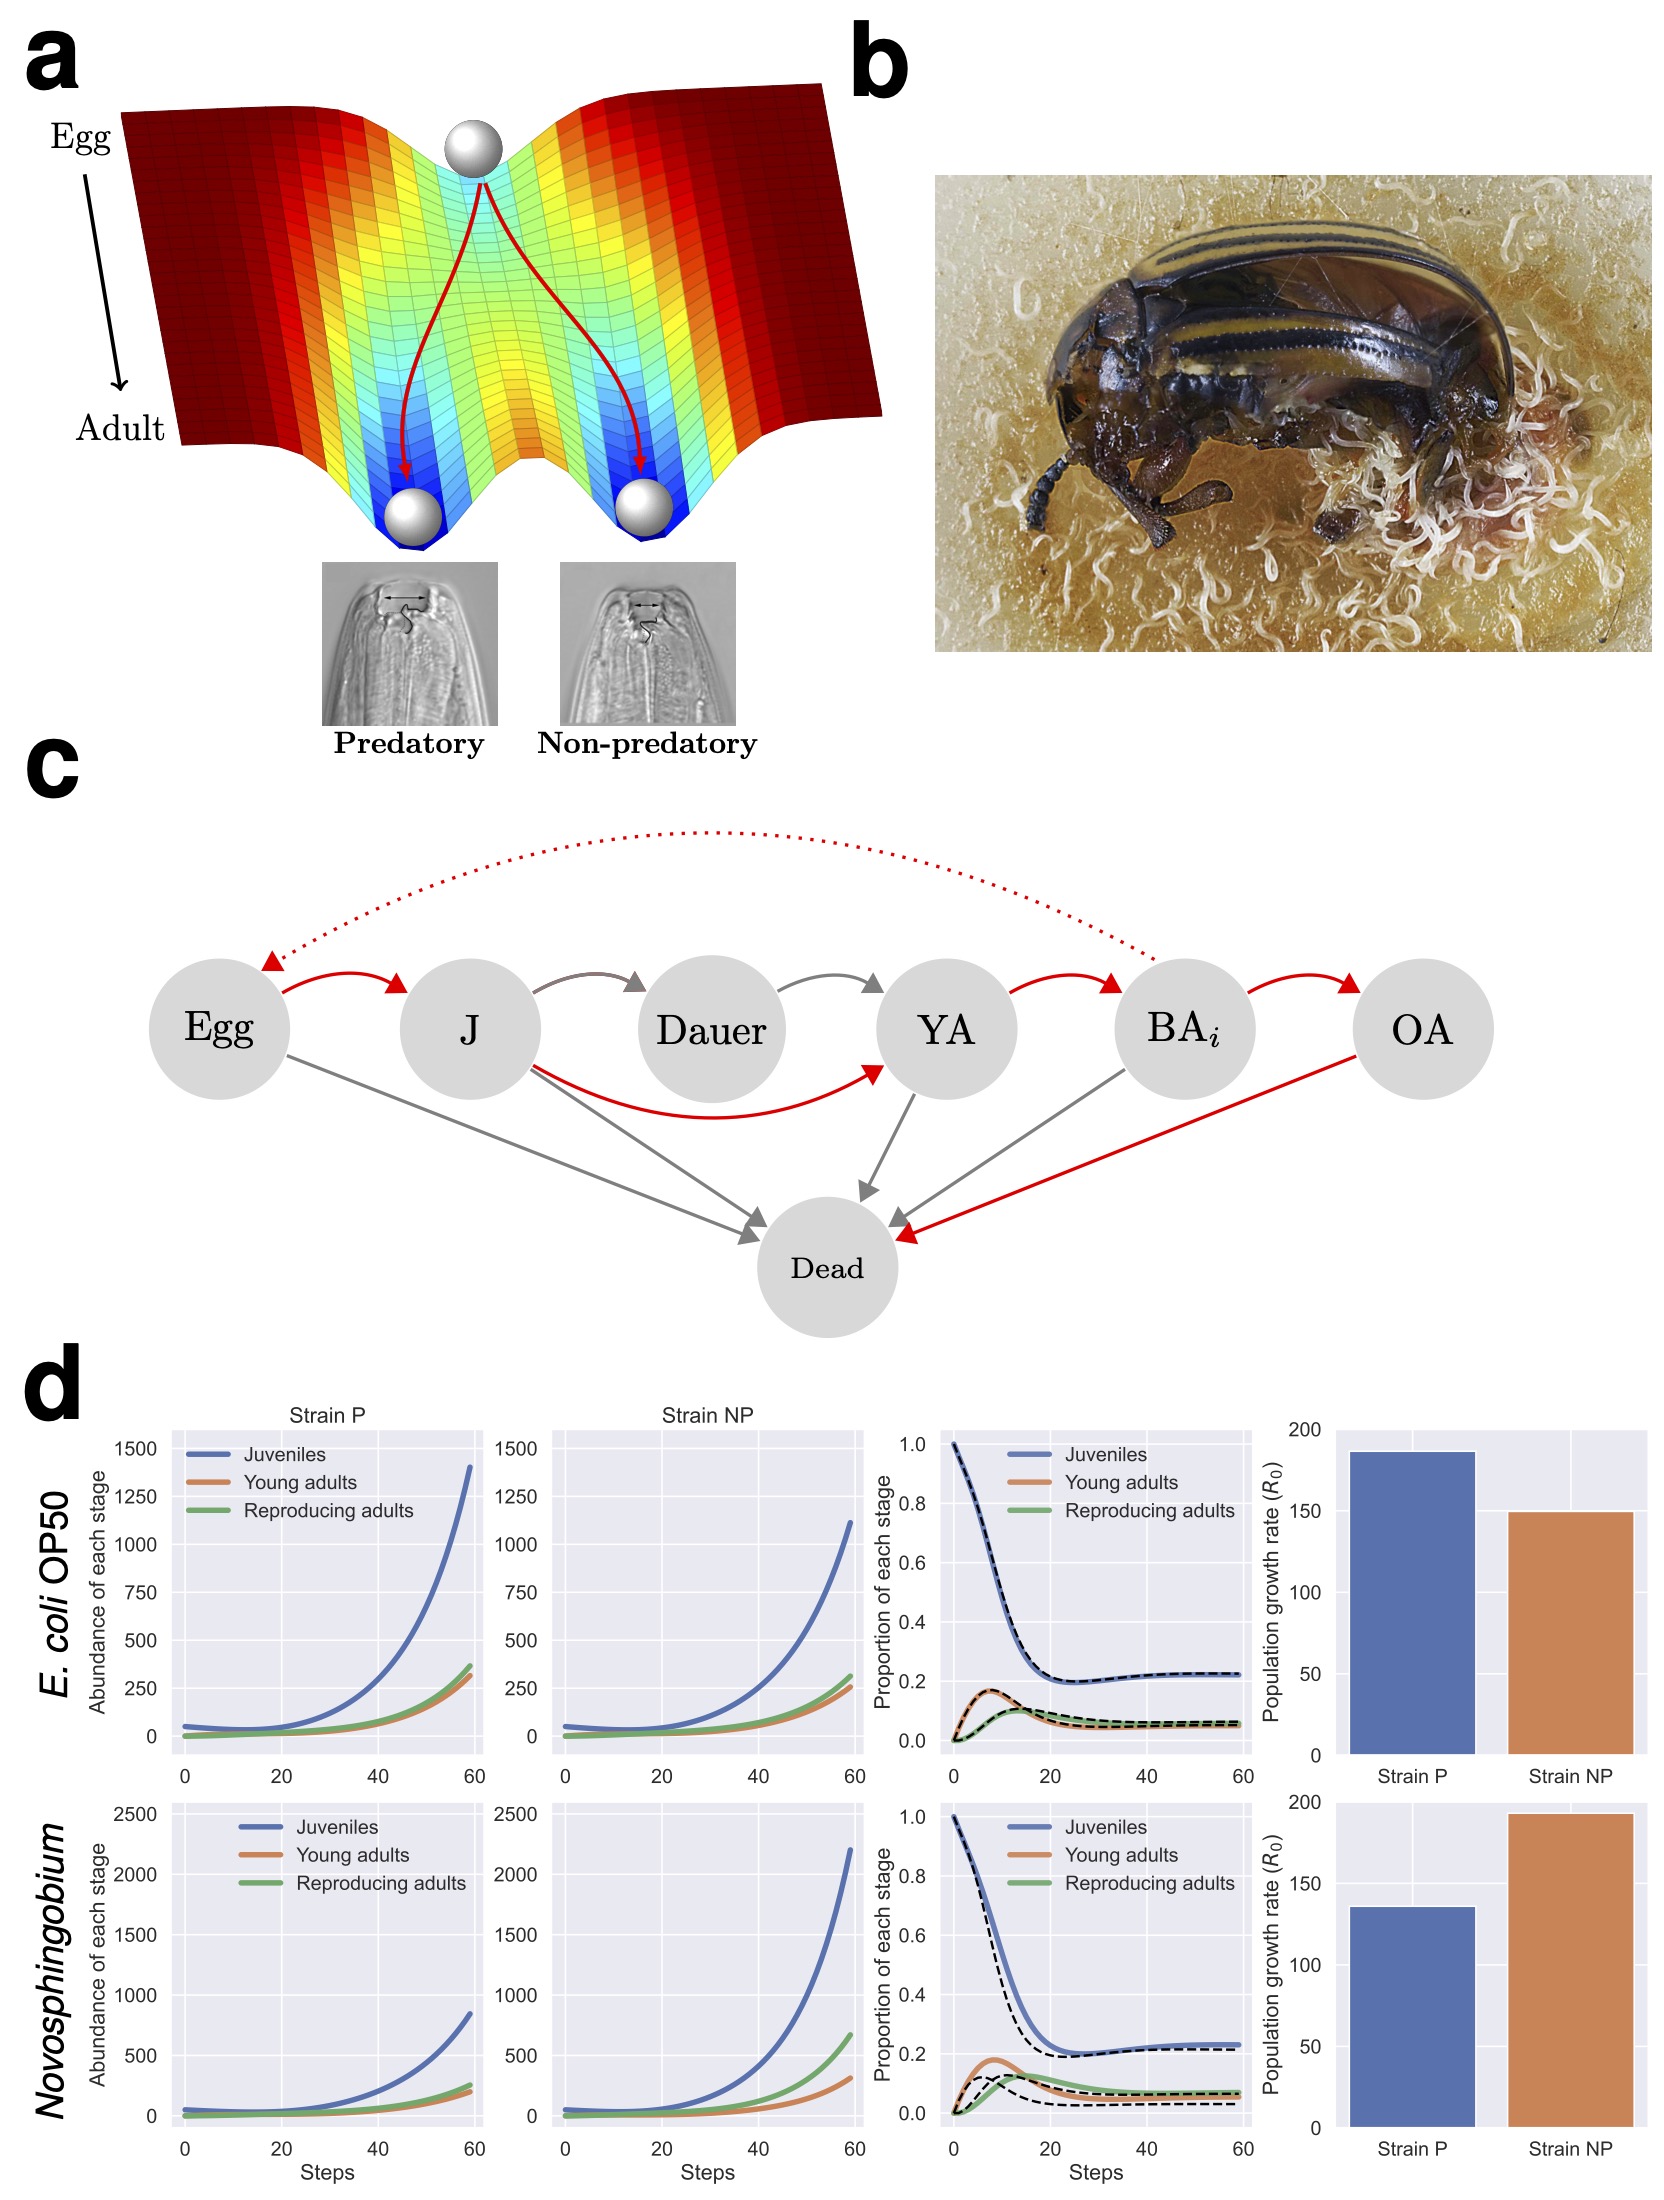 a
Egg
Adult
Predatory
Non-predatory
b
c
Egg
J
Dauer
YA
BAi
OA
Dead
d
E. coli OP50
Strain P
Abundance of each stage
1500
1250
1000
750
500
250
0
0 20 40 60
Juveniles
Young adults
Reproducing adults
Strain NP
1500
1250
1000
750
500
250
0
0 20 40 60
Proportion of each stage
1.0
0.8
0.6
0.4
0.2
0.0
0 20 40 60
Juveniles
Young adults
Reproducing adults
Population growth rate (R0)
200
150
100
50
0
Strain P Strain NP
Novosphingobium
Abundance of each stage
2500
2000
1500
1000
500
0
0 20 40 60
Steps
Juveniles
Young adults
Reproducing adults
2500
2000
1500
1000
500
0
0 20 40 60
Steps
Proportion of each stage
1.0
0.8
0.6
0.4
0.2
0.0
0 20 40 60
Steps
Juveniles
Young adults
Reproducing adults
Population growth rate (R0)
200
150
100
50
0
Strain P Strain NP